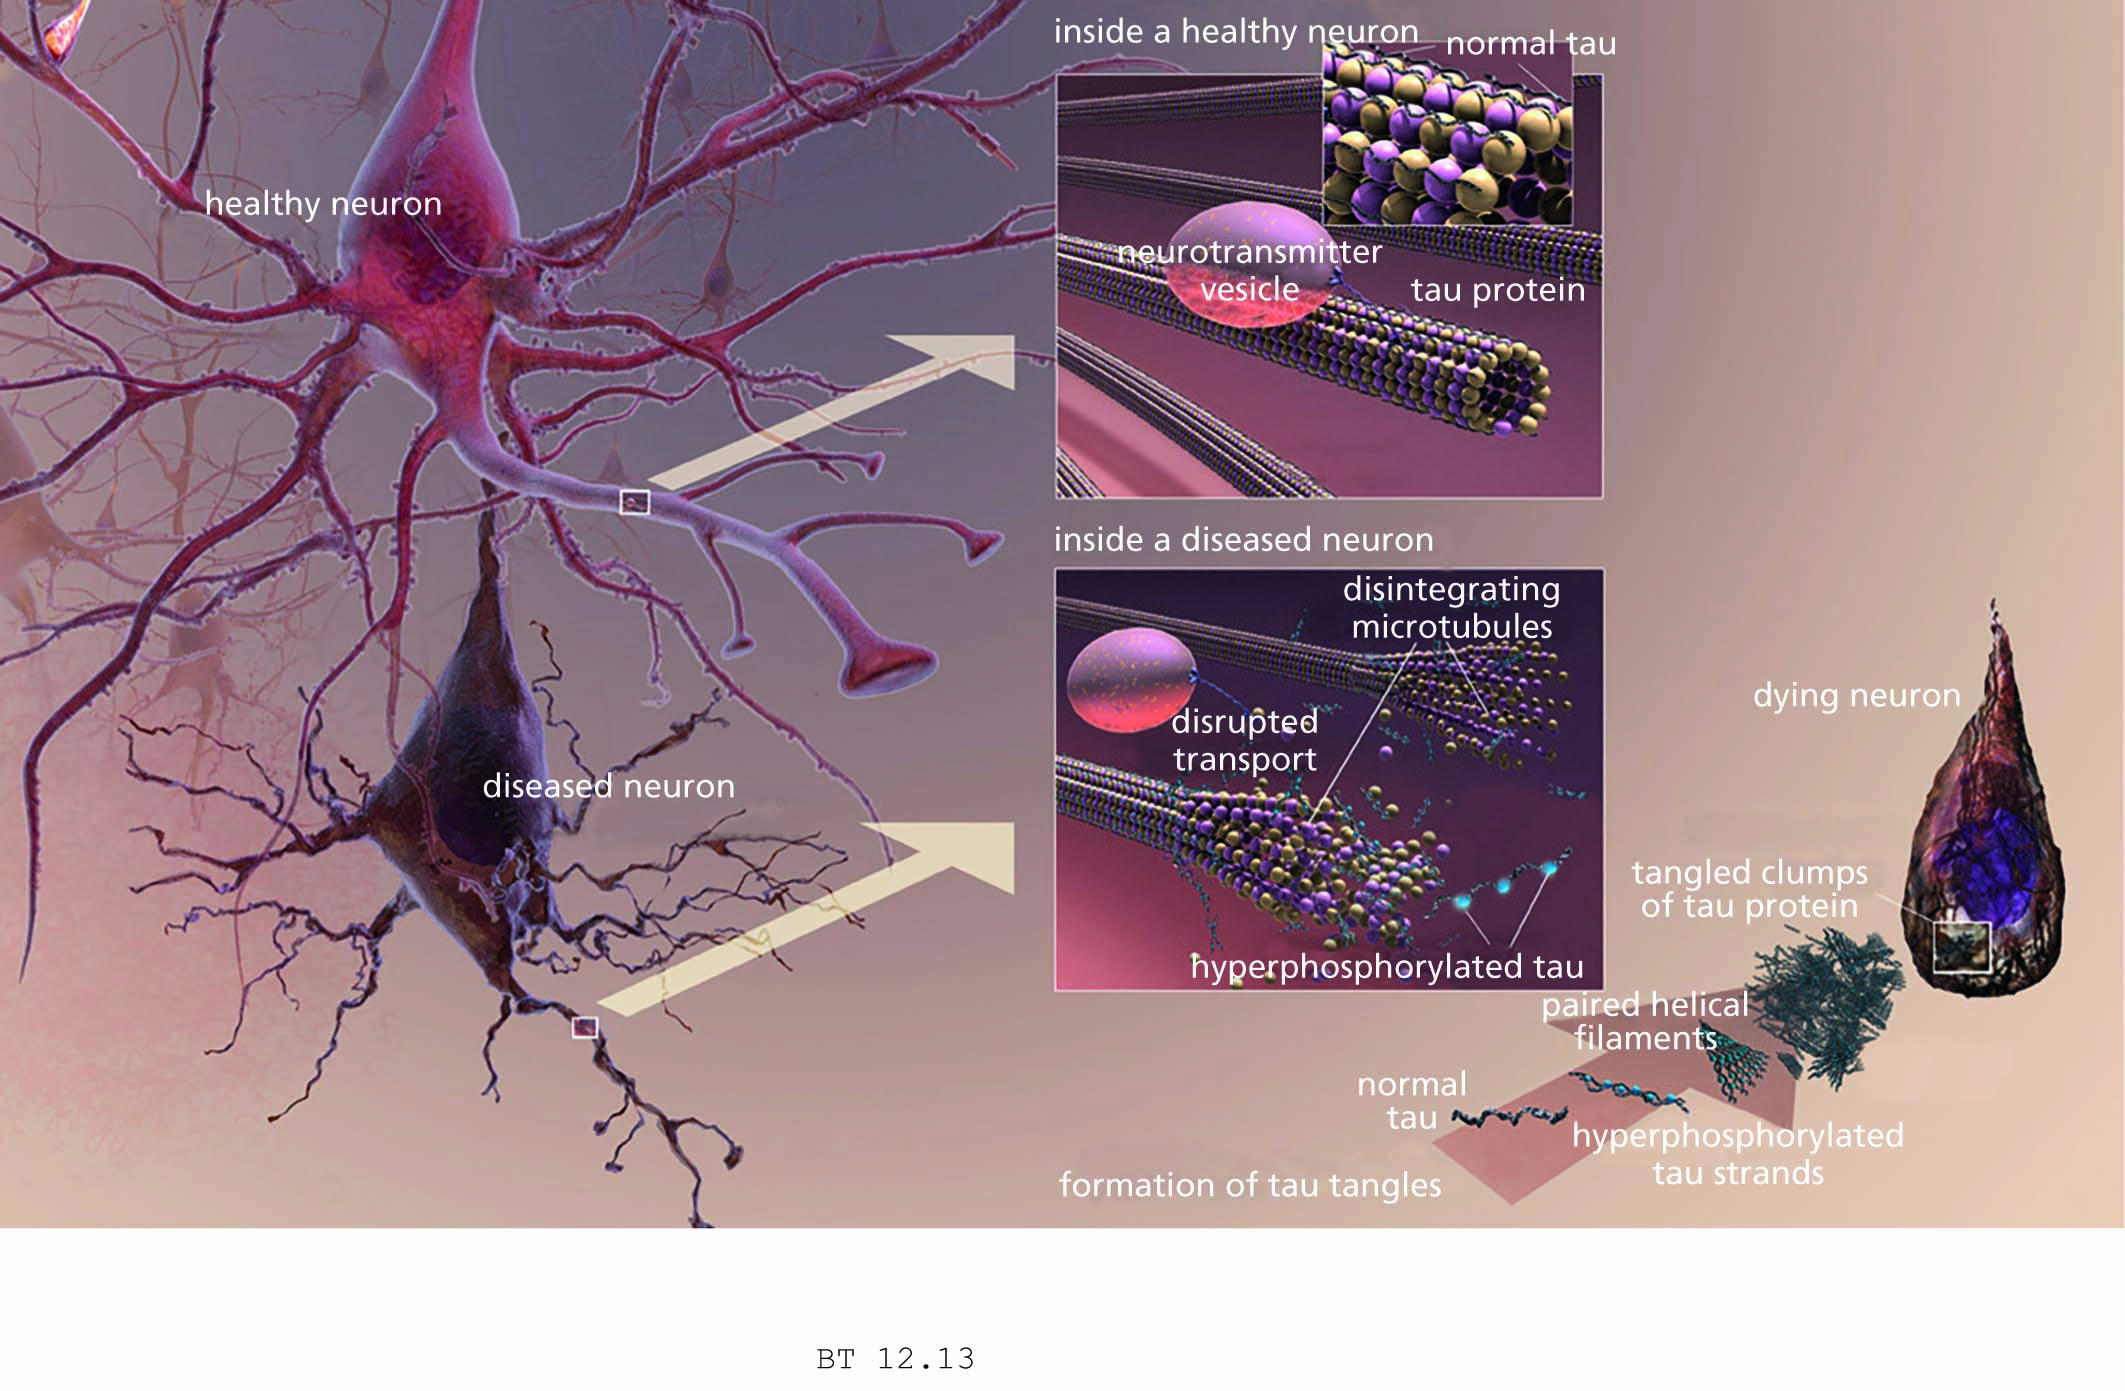 inside a healthy neuron
normal tau
healthy neuron
neurotransmitter
vesicle
tau protein
inside a diseased neuron
disintegrating
microtubules
disrupted
transport
diseased neuron
hyperphosphorylated tau
dying neuron
tangled clumps
of tau protein
paired helical
filaments
normal
tau
hyperphosphorylated
tau strands
formation of tau tangles
BT 12.13